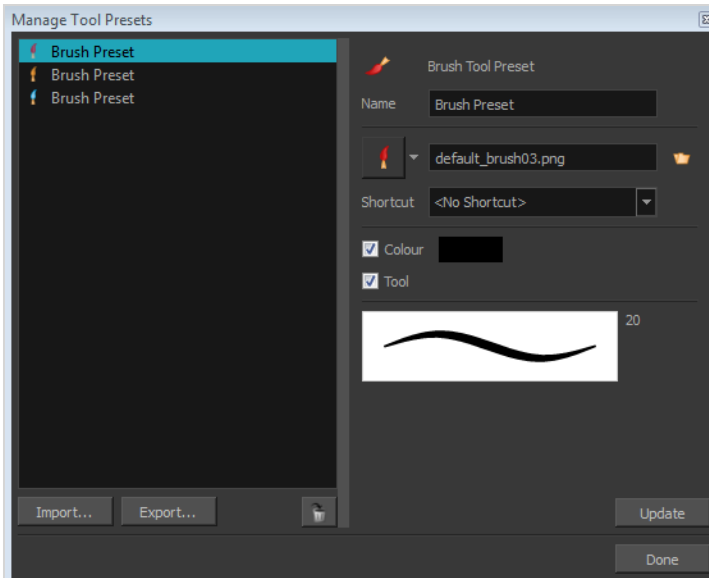 Manage Tool Presets
Brush Preset
Brush Preset
Brush Preset
Import...
Export...
Brush Tool Preset
Name
Brush Preset
default_brush03.png
Shortcut
<No Shortcut>
Colour
Tool
20
Update
Done